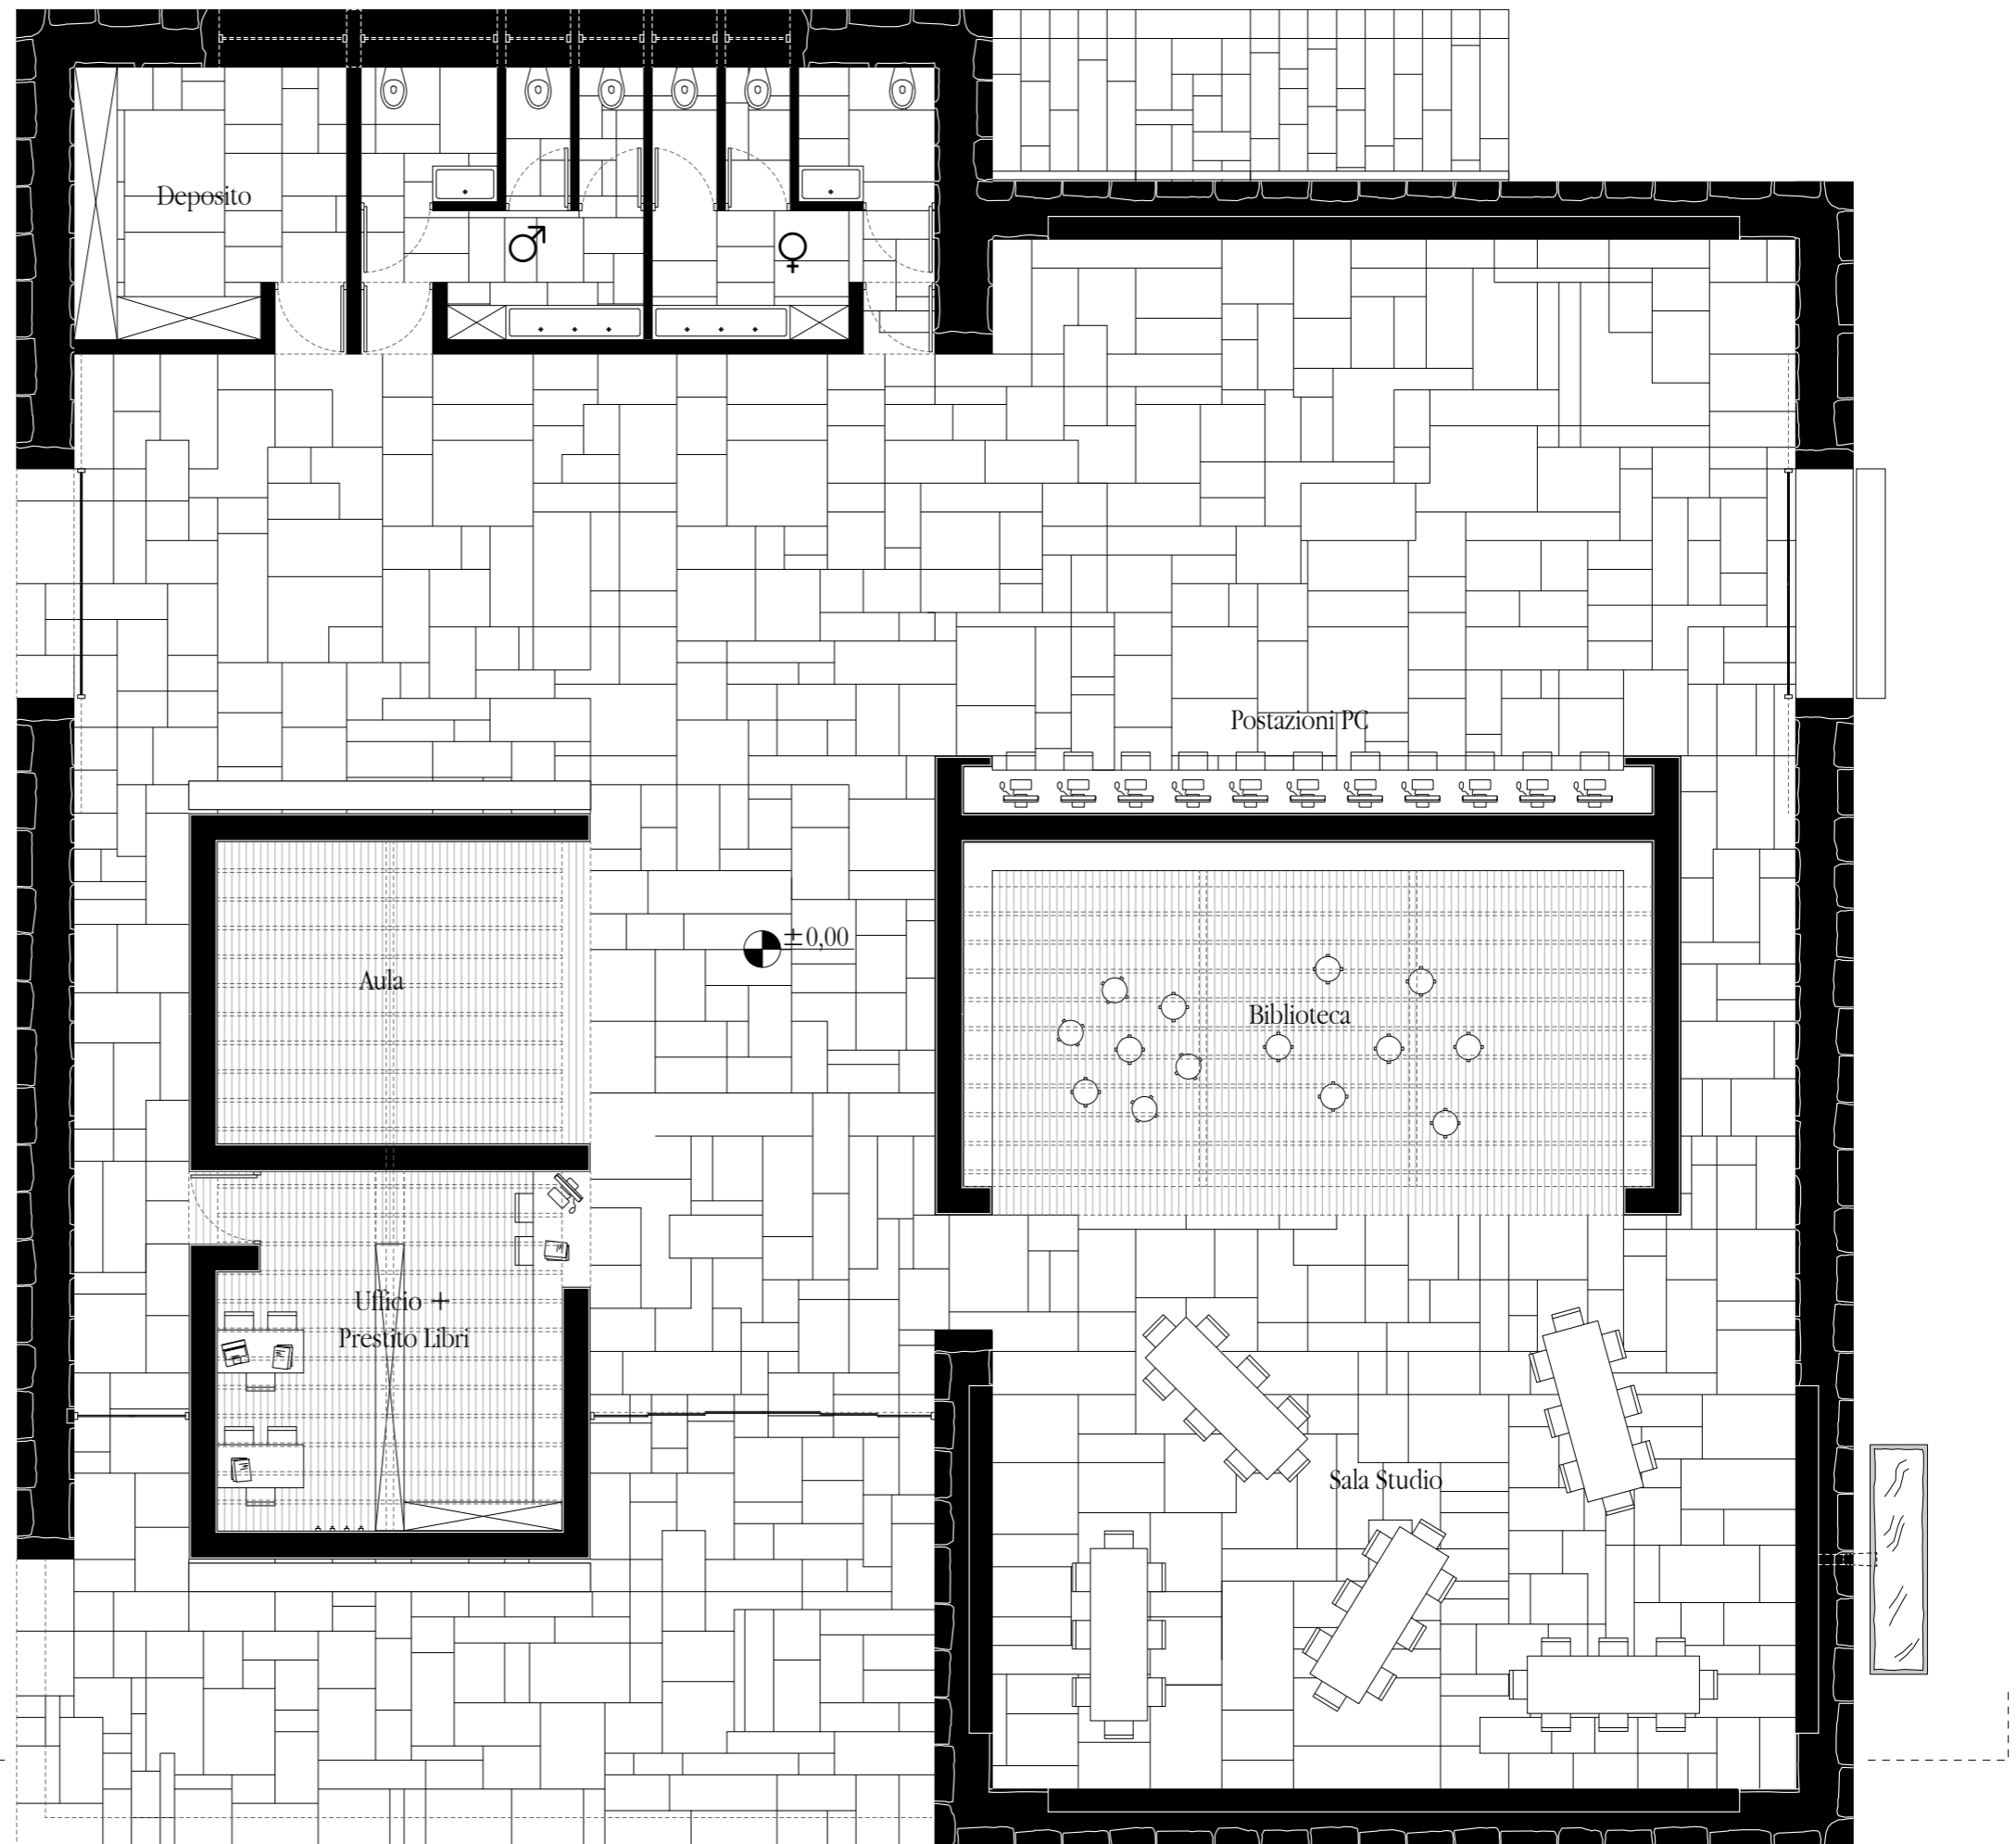 Deposito
Postazioni PC
±0,00
Aula
Biblioteca
Ufficio +
Prestito Libri
Sala Studio